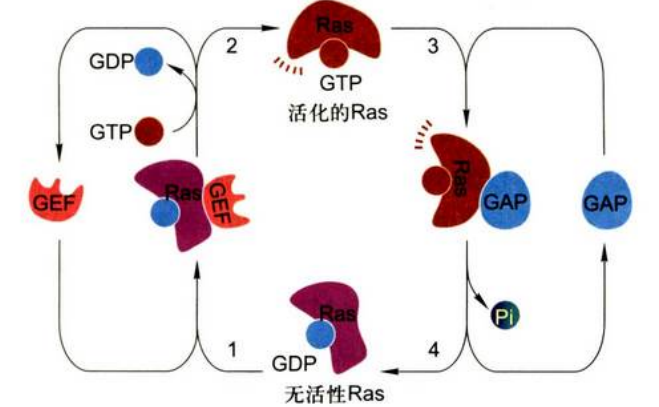 GDP
2
Ras
3
GTP
GTP
活化的Ras
GEF
Ras
GEF
Ras
GAP
GAP
Ras
Pi
1
GDP
4
无活性Ras